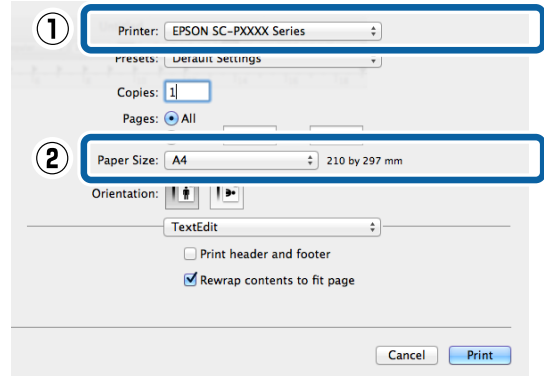 1
Printer: EPSON SC-PXXXX Series
Presets: Default Settings
Copies: 1
Pages: All
2
Paper Size: A4 210 by 297 mm
Orientation:
TextEdit
Print header and footer
Rewrap contents to fit page
Cancel Print